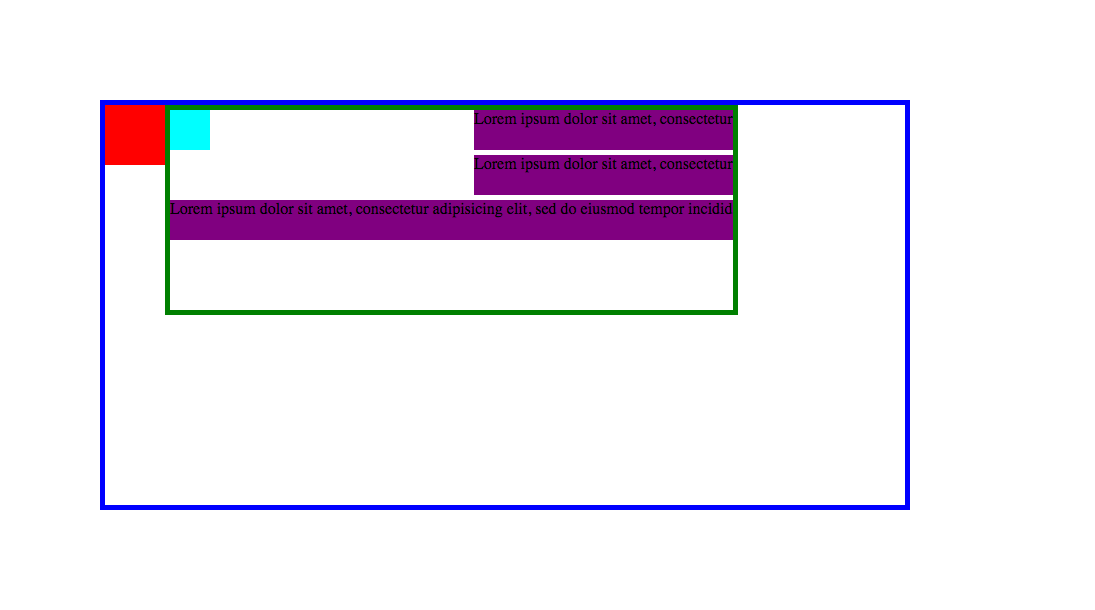 Lorem ipsum dolor sit amet, consectetur
Lorem ipsum dolor sit amet, consectetur
Lorem ipsum dolor sit amet, consectetur adipisicing elit, sed do eiusmod tempor incidid